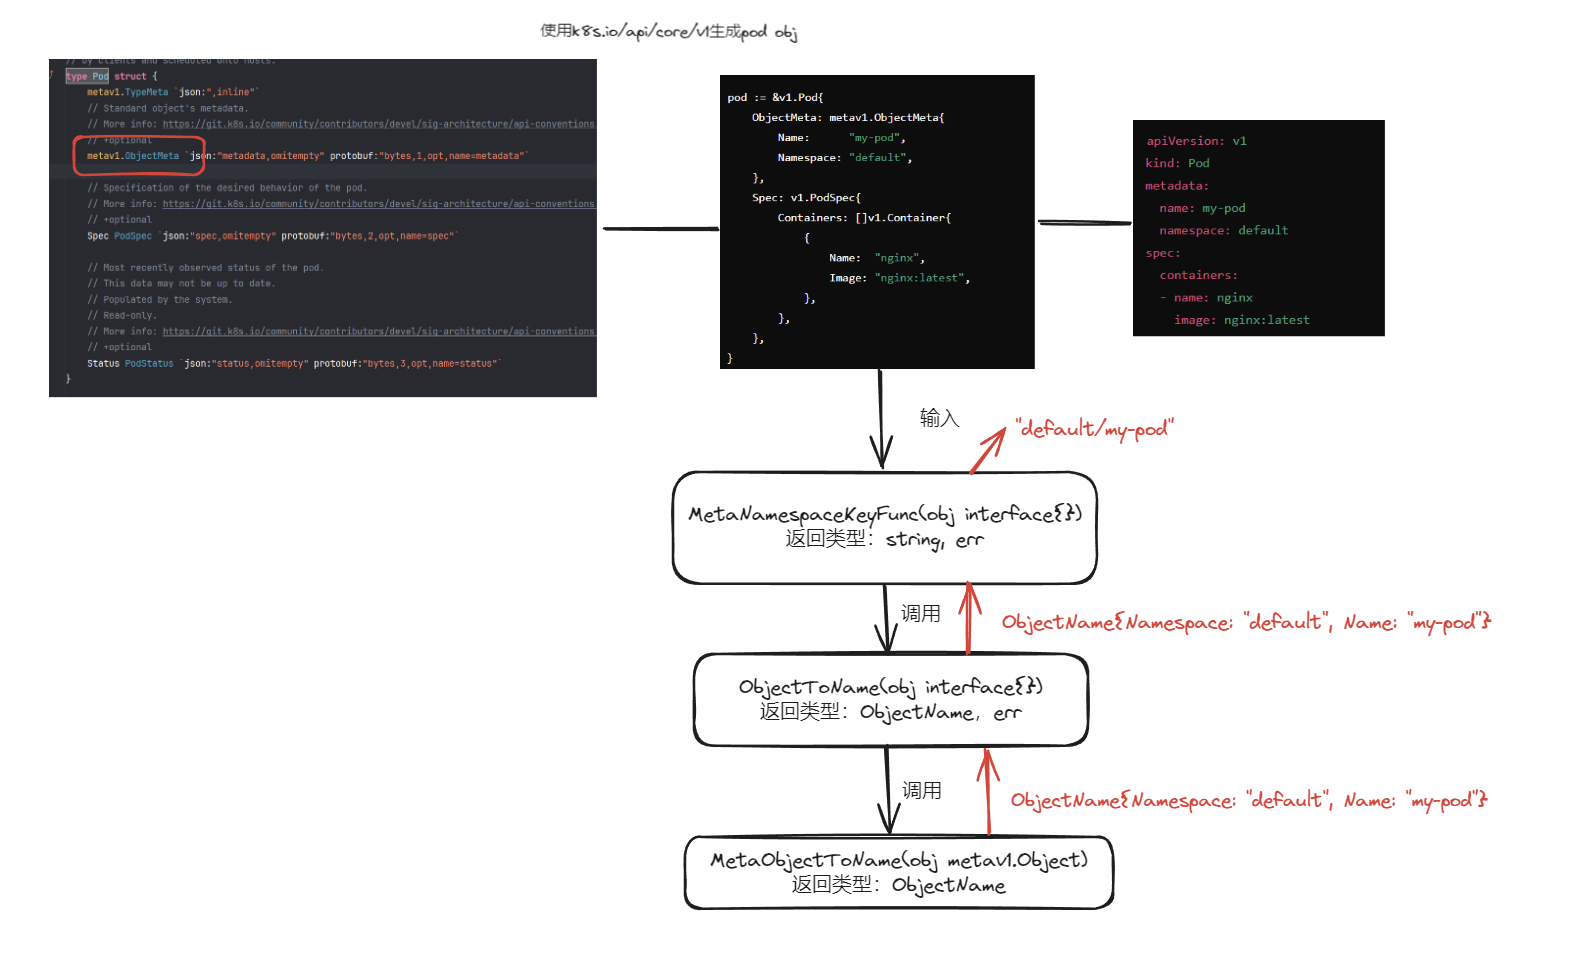 使用k8s.io/api/core/v1生成pod obj
// by clients and scheduled onto hosts.
type Pod struct {
metav1.TypeMeta `json:",inline"`
// Standard object's metadata.
// More info: https://git.k8s.io/community/contributors/devel/sig-architecture/api-conventions.
// +optional
metav1.ObjectMeta `json:"metadata,omitempty" protobuf:"bytes,1,opt,name=metadata"`
// Specification of the desired behavior of the pod.
// More info: https://git.k8s.io/community/contributors/devel/sig-architecture/api-conventions.
// +optional
Spec PodSpec `json:"spec,omitempty" protobuf:"bytes,2,opt,name=spec"`
// Most recently observed status of the pod.
// This data may not be up to date.
// Populated by the system.
// Read-only.
// More info: https://git.k8s.io/community/contributors/devel/sig-architecture/api-conventions.
// +optional
Status PodStatus `json:"status,omitempty" protobuf:"bytes,3,opt,name=status"`
}
pod := &v1.Pod{
ObjectMeta: metav1.ObjectMeta{
Name: "my-pod",
Namespace: "default",
},
Spec: v1.PodSpec{
Containers: []v1.Container{
{
Name: "nginx",
Image: "nginx:latest",
},
},
},
}
apiVersion: v1
kind: Pod
metadata:
name: my-pod
namespace: default
spec:
containers:
- name: nginx
image: nginx:latest
输入
"default/my-pod"
MetaNamespaceKeyFunc(obj interface{})
返回类型：string, err
调用
ObjectName{Namespace: "default", Name: "my-pod"}
ObjectToName(obj interface{})
返回类型：ObjectName, err
调用
ObjectName{Namespace: "default", Name: "my-pod"}
MetaObjectToName(obj metav1.Object)
返回类型：ObjectName